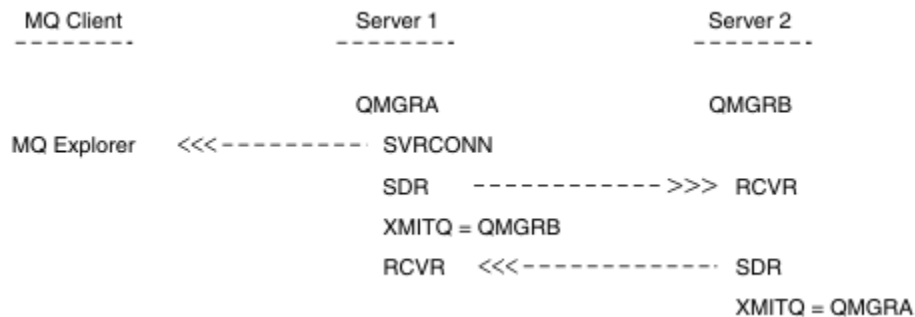 MQ Client Server 1 Server 2
QMGRA QMGRB
MQ Explorer <<<---------- SVRCONN
SDR ------------->>> RCVR
XMITQ = QMGRB
RCVR <<<------------- SDR
XMITQ = QMGRA